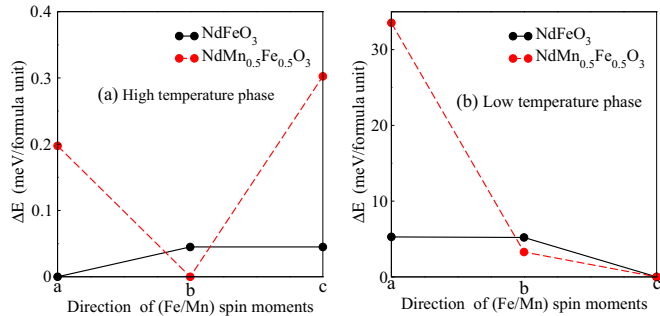 NdFeO3
NdMn0.5Fe0.5O3
(a) High temperature phase
ΔE (meV/formula unit)
0.4
0.3
0.2
0.1
0
a b c
Direction of (Fe/Mn) spin moments
NdFeO3
NdMn0.5Fe0.5O3
(b) Low temperature phase
ΔE (meV/formula unit)
30
20
10
0
a b c
Direction of (Fe/Mn) spin moments